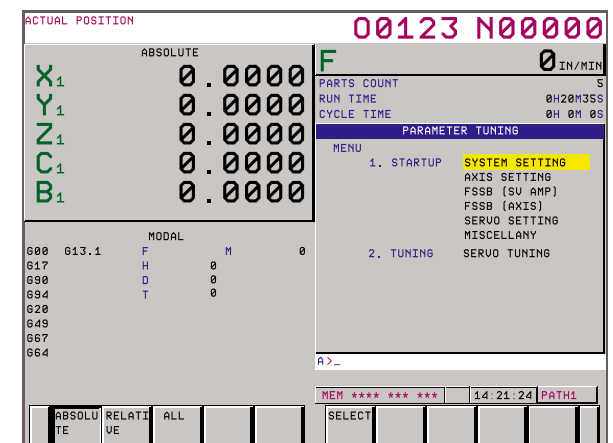 ACTUAL POSITION
O0123 N00000
ABSOLUTE
X1 0.0000
Y1 0.0000
Z1 0.0000
C1 0.0000
B1 0.0000
F 0 IN/MIN
PARTS COUNT 5
RUN TIME 0H20M35S
CYCLE TIME 0H 0M 0S
PARAMETER TUNING
MENU
1. STARTUP SYSTEM SETTING
AXIS SETTING
FSSB (SV AMP)
FSSB (AXIS)
SERVO SETTING
MISCELLANY
2. TUNING SERVO TUNING
MODAL
G00 G13.1 F M 0
G17 H 0
G90 D 0
G94 T 0
G20
G49
G67
G64
A>_
MEM **** *** *** 14:21:24 PATH1
ABSOLU
TE
RELATI
VE
ALL
SELECT